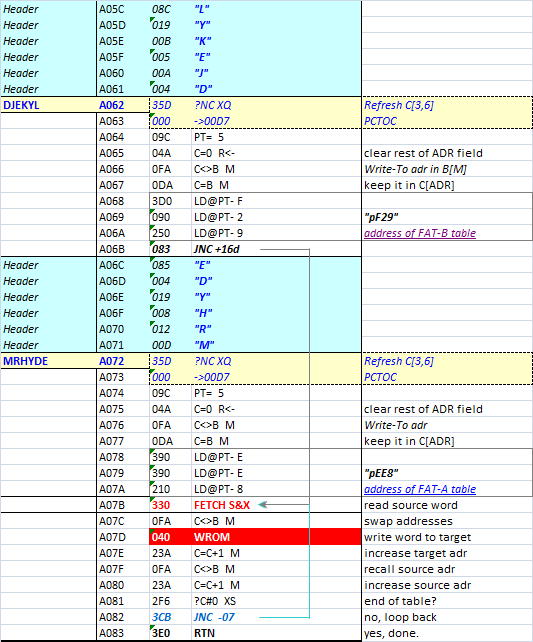 Header A05C 08C "L"
Header A05D 019 "Y"
Header A05E 00B "K"
Header A05F 005 "E"
Header A060 00A "J"
Header A061 004 "D"
DJEKYL A062 35D ?NC XQ Refresh C[3,6]
A063 000 ->00D7 PCTOC
A064 09C PT= 5
A065 04A C=0 R<- clear rest of ADR field
A066 0FA C<>B M Write-To adr in B[M]
A067 0DA C=B M keep it in C[ADR]
A068 3D0 LD@PT- F
A069 090 LD@PT- 2 "pF29"
A06A 250 LD@PT- 9 address of FAT-B table
A06B 083 JNC +16d
Header A06C 085 "E"
Header A06D 004 "D"
Header A06E 019 "Y"
Header A06F 008 "H"
Header A070 012 "R"
Header A071 00D "M"
MRHYDE A072 35D ?NC XQ Refresh C[3,6]
A073 000 ->00D7 PCTOC
A074 09C PT= 5
A075 04A C=0 R<- clear rest of ADR field
A076 0FA C<>B M Write-To adr
A077 0DA C=B M keep it in C[ADR]
A078 390 LD@PT- E
A079 390 LD@PT- E "pEE8"
A07A 210 LD@PT- 8 address of FAT-A table
A07B 330 FETCH S&X read source word
A07C 0FA C<>B M swap addresses
A07D 040 WROM write word to target
A07E 23A C=C+1 M increase target adr
A07F 0FA C<>B M recall source adr
A080 23A C=C+1 M increase source adr
A081 2F6 ?C#0 XS end of table?
A082 3CB JNC -07 no, loop back
A083 3E0 RTN yes, done.